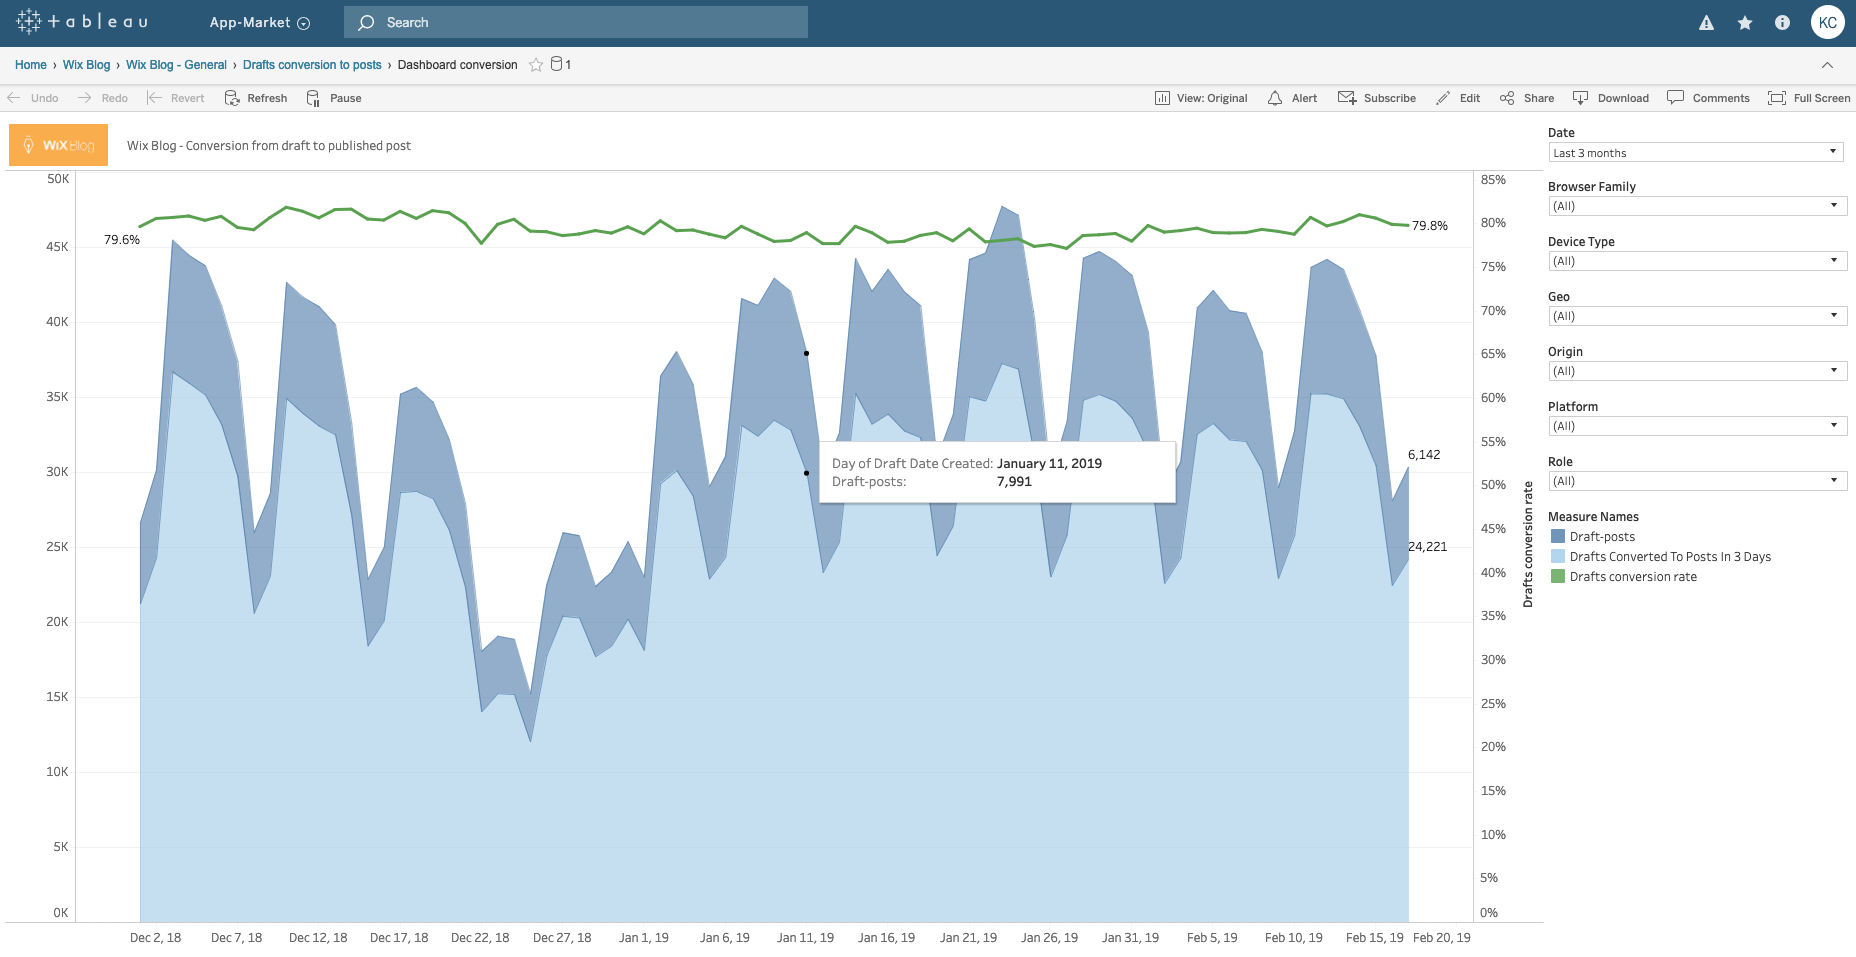 + a b l e a u
App-Market
Search
KC
Home › Wix Blog › Wix Blog - General › Drafts conversion to posts › Dashboard conversion 1
Undo Redo Revert Refresh Pause View: Original Alert Subscribe Edit Share Download Comments Full Screen
WiX Blog
Wix Blog - Conversion from draft to published post
50K
45K
40K
35K
30K
25K
20K
15K
10K
5K
0K
79.6%
79.8%
6,142
24,221
Day of Draft Date Created: January 11, 2019
Draft-posts: 7,991
85%
80%
75%
70%
65%
60%
55%
50%
45%
40%
35%
30%
25%
20%
15%
10%
5%
0%
Drafts conversion rate
Dec 2, 18 Dec 7, 18 Dec 12, 18 Dec 17, 18 Dec 22, 18 Dec 27, 18 Jan 1, 19 Jan 6, 19 Jan 11, 19 Jan 16, 19 Jan 21, 19 Jan 26, 19 Jan 31, 19 Feb 5, 19 Feb 10, 19 Feb 15, 19 Feb 20, 19
Date
Last 3 months
Browser Family
(All)
Device Type
(All)
Geo
(All)
Origin
(All)
Platform
(All)
Role
(All)
Measure Names
Draft-posts
Drafts Converted To Posts In 3 Days
Drafts conversion rate